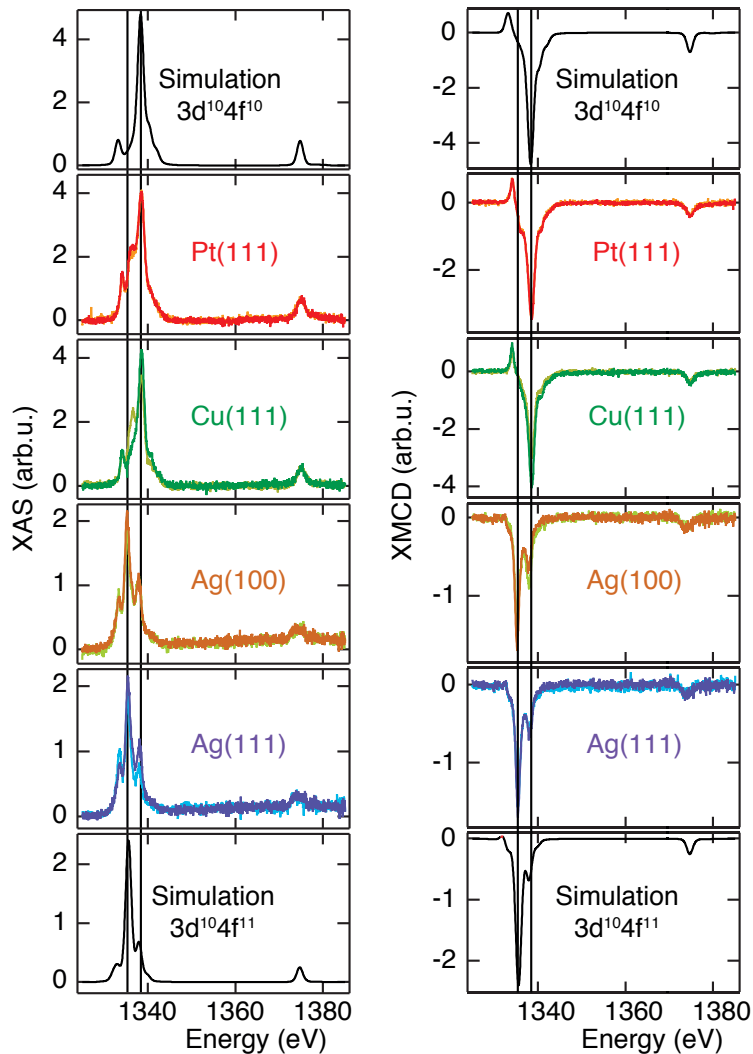 XAS (arb.u.)
4
2
0
Simulation
3d¹⁰4f¹⁰
4
2
0
Pt(111)
4
2
0
Cu(111)
2
1
0
Ag(100)
2
1
0
Ag(111)
2
1
0
Simulation
3d¹⁰4f¹¹
1340 1360 1380
Energy (eV)
XMCD (arb.u.)
0
-2
-4
Simulation
3d¹⁰4f¹⁰
0
-2
Pt(111)
0
-2
-4
Cu(111)
0
-1
Ag(100)
0
-1
Ag(111)
0
-1
-2
Simulation
3d¹⁰4f¹¹
1340 1360 1380
Energy (eV)